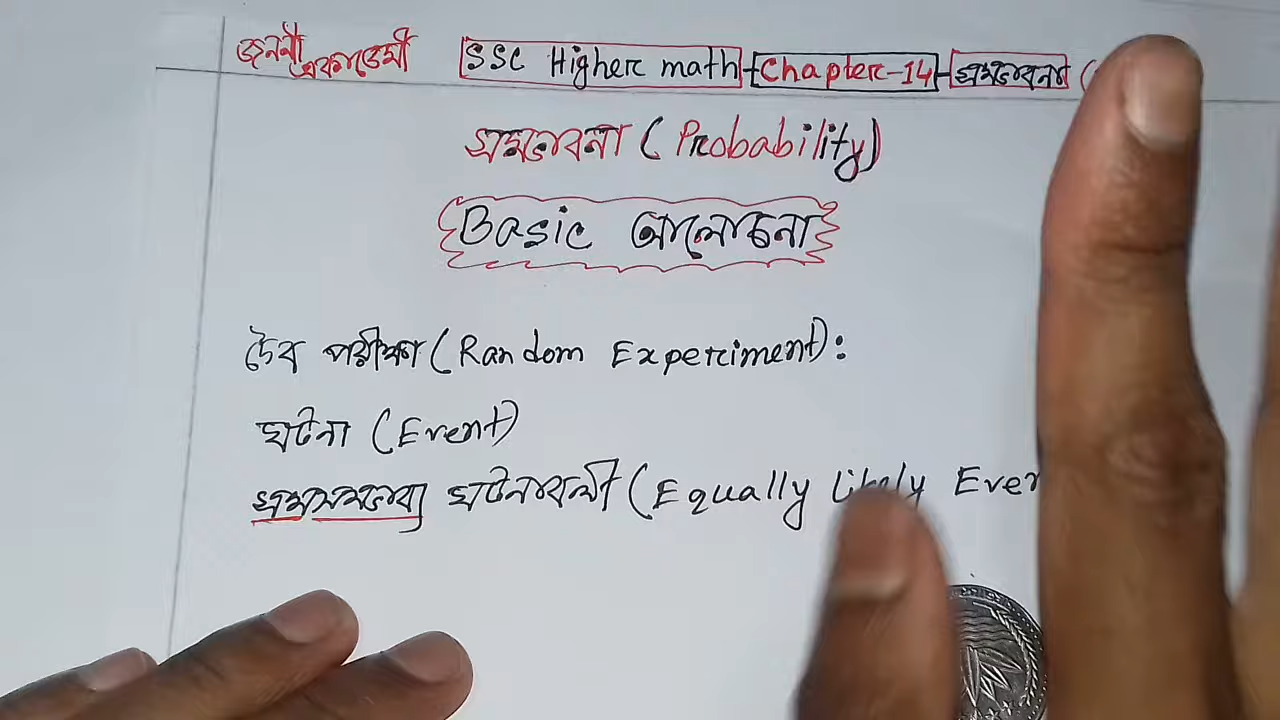 জননী একাডেমী
SSC Higher math - Chapter-14 - সম্ভাবনা (
সম্ভাবনা (Probability)
Basic আলোচনা
দৈব পরীক্ষা (Random Experiment):
ঘটনা (Event)
সমসম্ভাব্য ঘটনাবলী (Equally likely